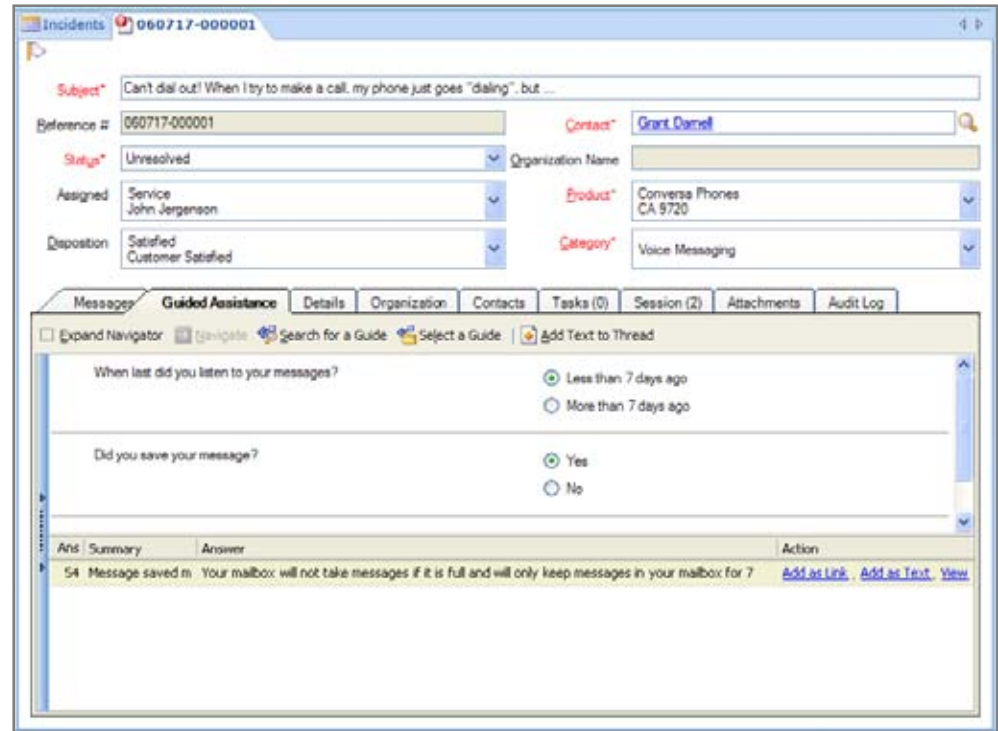 Incidents 060717-000001
Subject* Can't dial out! When I try to make a call, my phone just goes "dialing", but ...
Reference # 060717-000001 Contact* Grant Darnell
Status* Unresolved Organization Name
Assigned Service
John Jergenson
Product* Conversa Phones
CA 9720
Disposition Satisfied
Customer Satisfied
Category* Voice Messaging
Messages Guided Assistance Details Organization Contacts Tasks (0) Session (2) Attachments Audit Log
Expand Navigator Navigate Search for a Guide Select a Guide Add Text to Thread
When last did you listen to your messages? Less than 7 days ago
More than 7 days ago
Did you save your message? Yes
No
Ans Summary Answer Action
54 Message saved m Your mailbox will not take messages if it is full and will only keep messages in your mailbox for 7 Add as Link, Add as Text, View